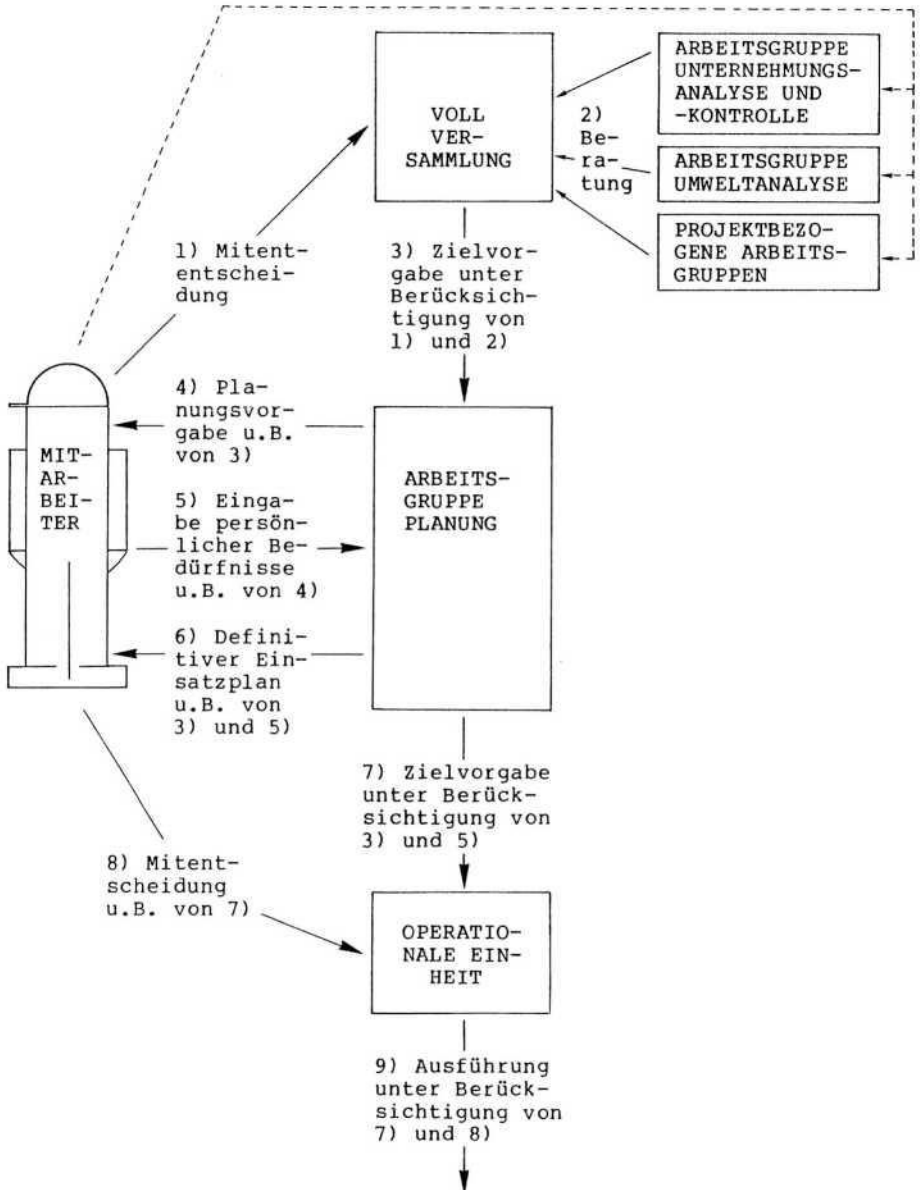 VOLL
VER-
SAMMLUNG
ARBEITSGRUPPE
UNTERNEHMUNGS-
ANALYSE UND
-KONTROLLE
2)
Be-
ra-
tung
ARBEITSGRUPPE
UMWELTANALYSE
PROJEKTBEZO-
GENE ARBEITS-
GRUPPEN
1) Mitent-
entschei-
dung
3) Zielvor-
gabe unter
Berücksich-
tigung von
1) und 2)
MIT-
AR-
BEI-
TER
4) Pla-
nungsvor-
gabe u.B.
von 3)
5) Einga-
be persön-
licher Be-
dürfnisse
u.B. von 4)
6) Defini-
tiver Ein-
satzplan
u.B. von
3) und 5)
ARBEITS-
GRUPPE
PLANUNG
7) Zielvorgabe
unter Berück-
sichtigung von
3) und 5)
8) Mitent-
scheidung
u.B. von 7)
OPERATIO-
NALE EIN-
HEIT
9) Ausführung
unter Berück-
sichtigung von
7) und 8)